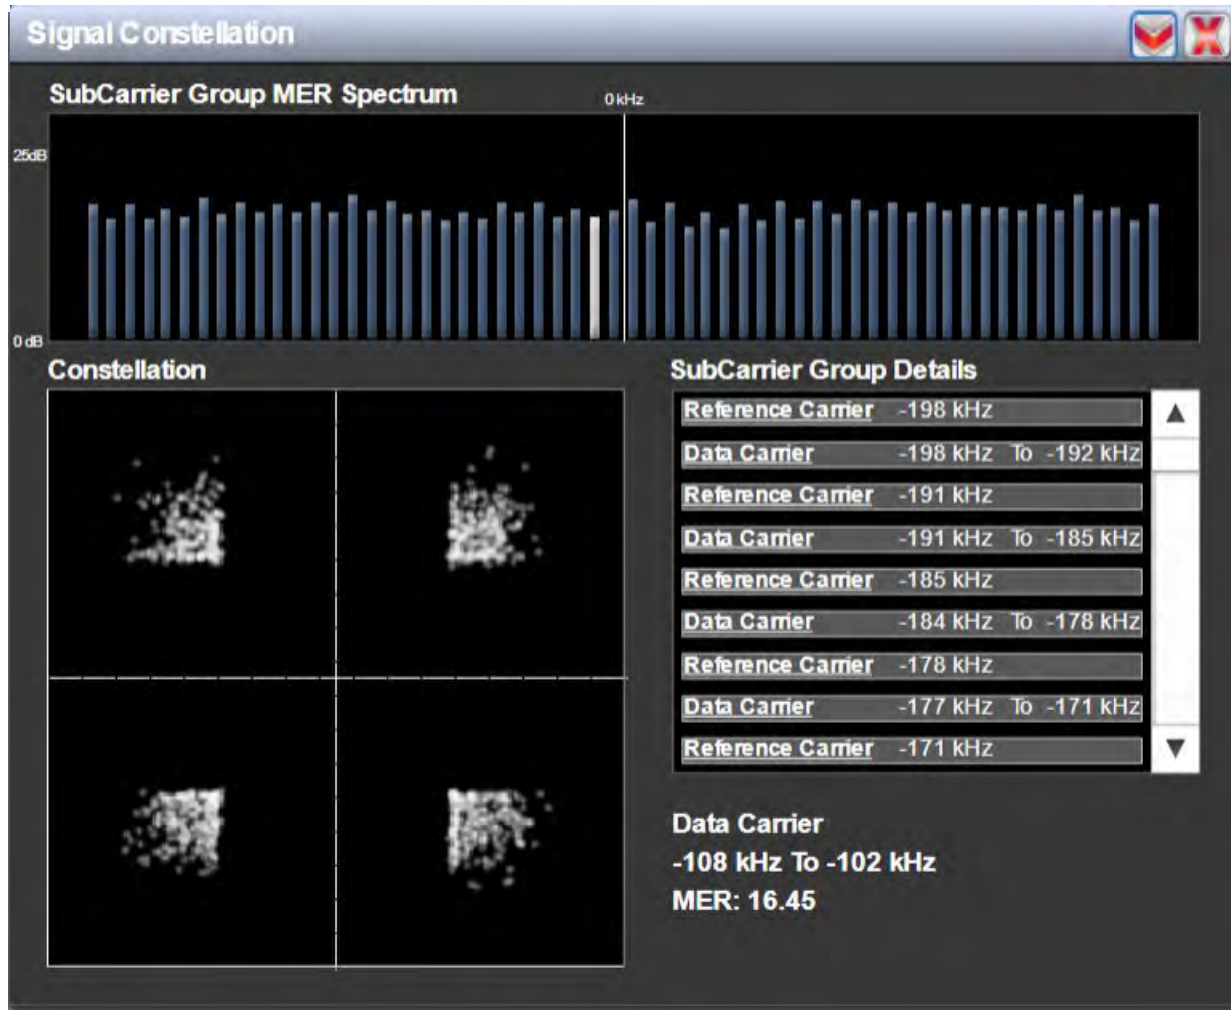 Signal Constellation
SubCarrier Group MER Spectrum
0 kHz
25dB
0 dB
Constellation
SubCarrier Group Details
Reference Carrier -198 kHz
Data Carrier -198 kHz To -192 kHz
Reference Carrier -191 kHz
Data Carrier -191 kHz To -185 kHz
Reference Carrier -185 kHz
Data Carrier -184 kHz To -178 kHz
Reference Carrier -178 kHz
Data Carrier -177 kHz To -171 kHz
Reference Carrier -171 kHz
Data Carrier
-108 kHz To -102 kHz
MER: 16.45